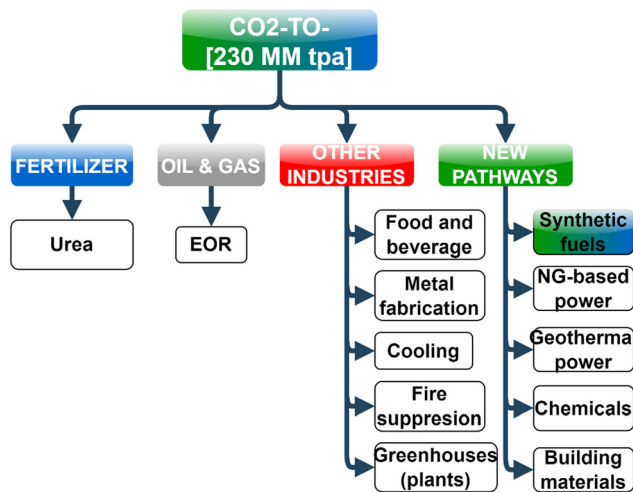 CO2-TO-
[230 MM tpa]
FERTILIZER
OIL & GAS
OTHER
INDUSTRIES
NEW
PATHWAYS
Urea
EOR
Food and
beverage
Metal
fabrication
Cooling
Fire
suppresion
Greenhouses
(plants)
Synthetic
fuels
NG-based
power
Geotherma
power
Chemicals
Building
materials